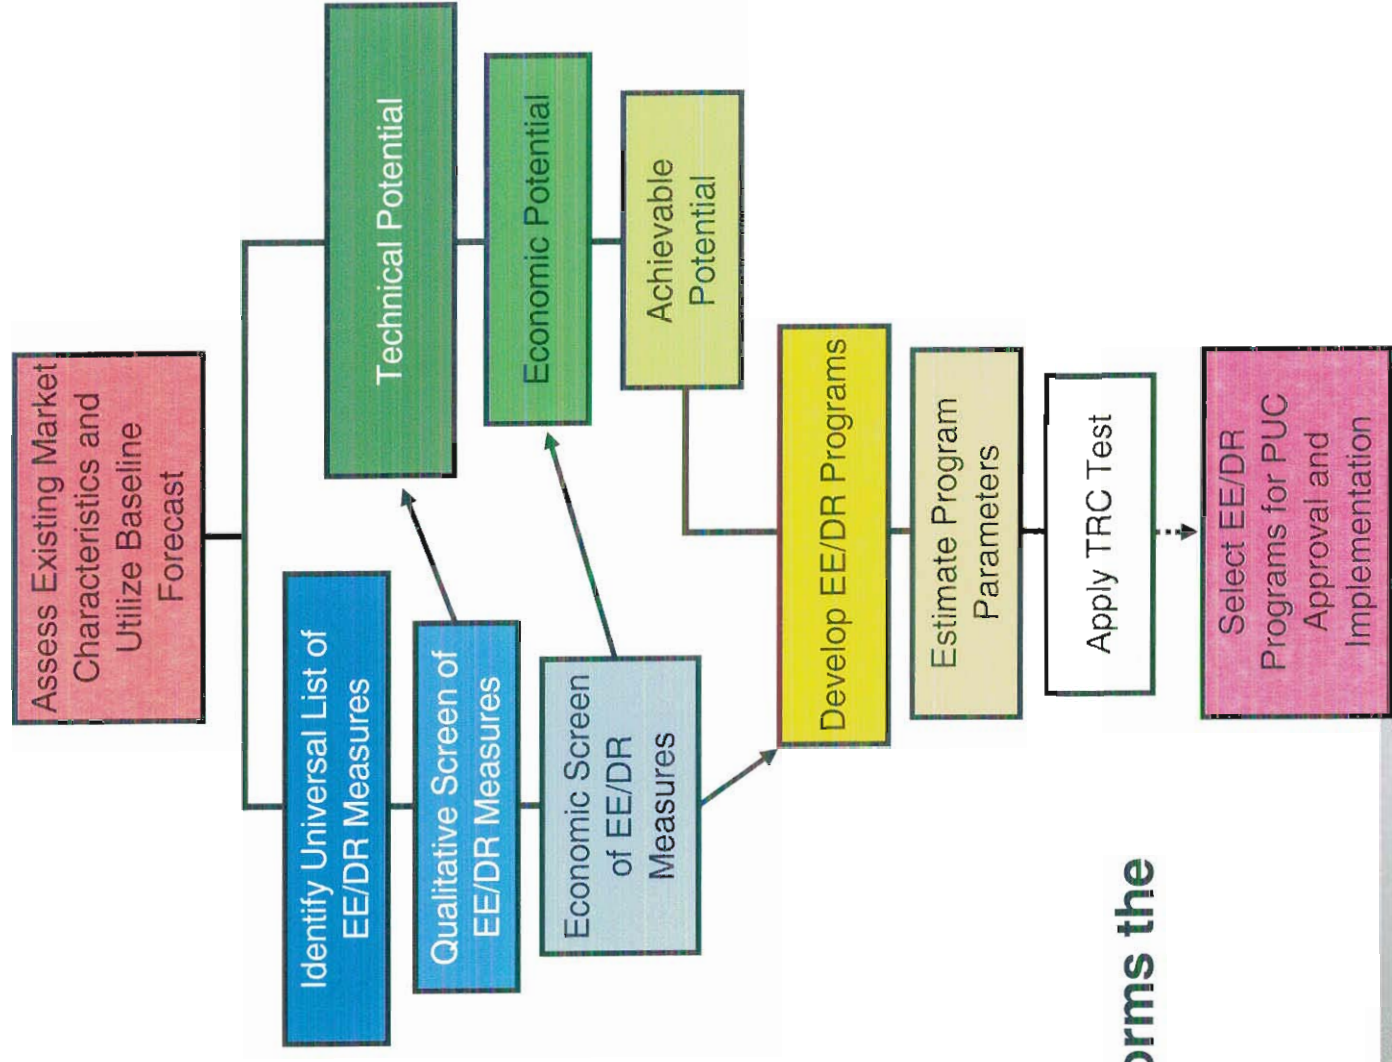 Assess Existing Market
Characteristics and
Utilize Baseline
Forecast
Identify Universal List of
EE/DR Measures
Qualitative Screen of
EE/DR Measures
Economic Screen
of EE/DR
Measures
Technical Potential
Economic Potential
Achievable
Potential
Develop EE/DR Programs
Estimate Program
Parameters
Apply TRC Test
Select EE/DR
Programs for PUC
Approval and
Implementation
orms the